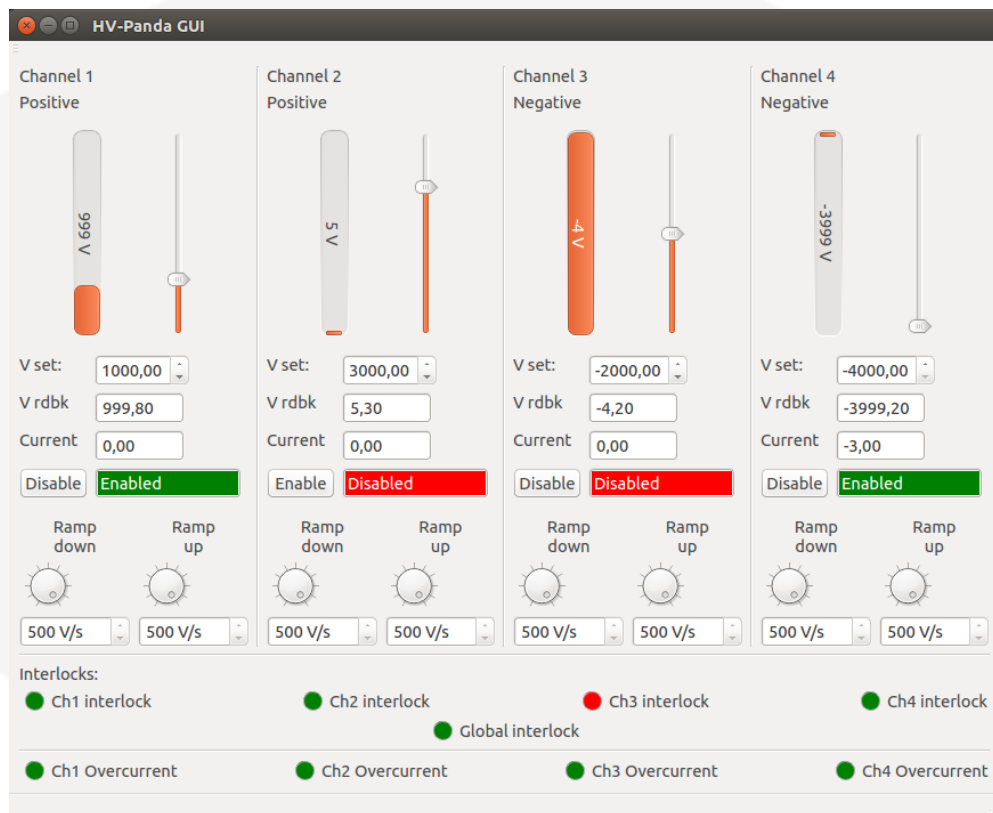 HV-Panda GUI
Channel 1
Positive
999 V
V set: 1000,00
V rdbk 999,80
Current 0,00
Disable Enabled
Ramp down Ramp up
500 V/s 500 V/s
Channel 2
Positive
5 V
V set: 3000,00
V rdbk 5,30
Current 0,00
Enable Disabled
Ramp down Ramp up
500 V/s 500 V/s
Channel 3
Negative
-4 V
V set: -2000,00
V rdbk -4,20
Current 0,00
Disable Disabled
Ramp down Ramp up
500 V/s 500 V/s
Channel 4
Negative
-3999 V
V set: -4000,00
V rdbk -3999,20
Current -3,00
Disable Enabled
Ramp down Ramp up
500 V/s 500 V/s
Interlocks:
Ch1 interlock Ch2 interlock Ch3 interlock Ch4 interlock
Global interlock
Ch1 Overcurrent Ch2 Overcurrent Ch3 Overcurrent Ch4 Overcurrent